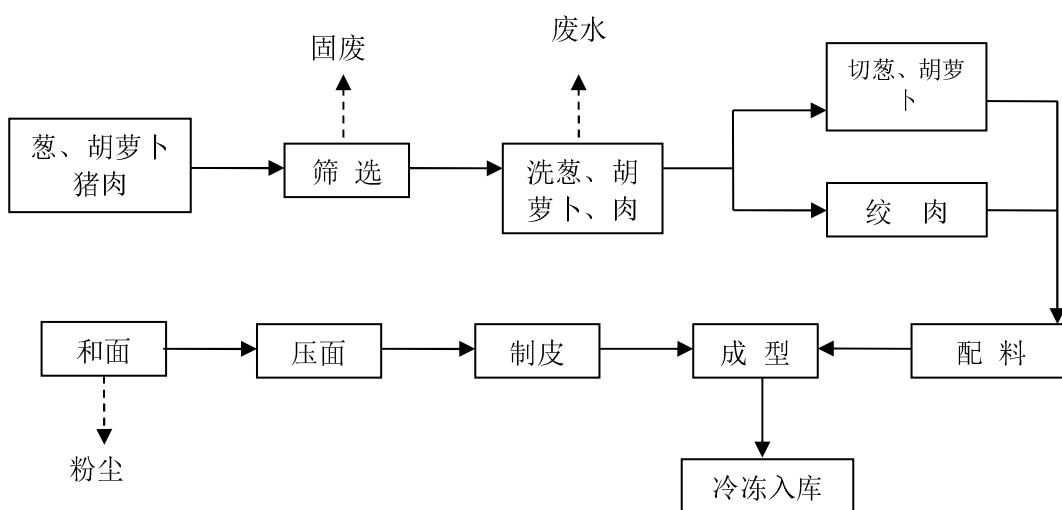 废水
固废
葱、胡萝卜
猪肉
筛 选
洗葱、胡
萝卜、肉
切葱、胡萝
卜
绞 肉
和面
压面
制皮
成 型
配 料
粉尘
冷冻入库